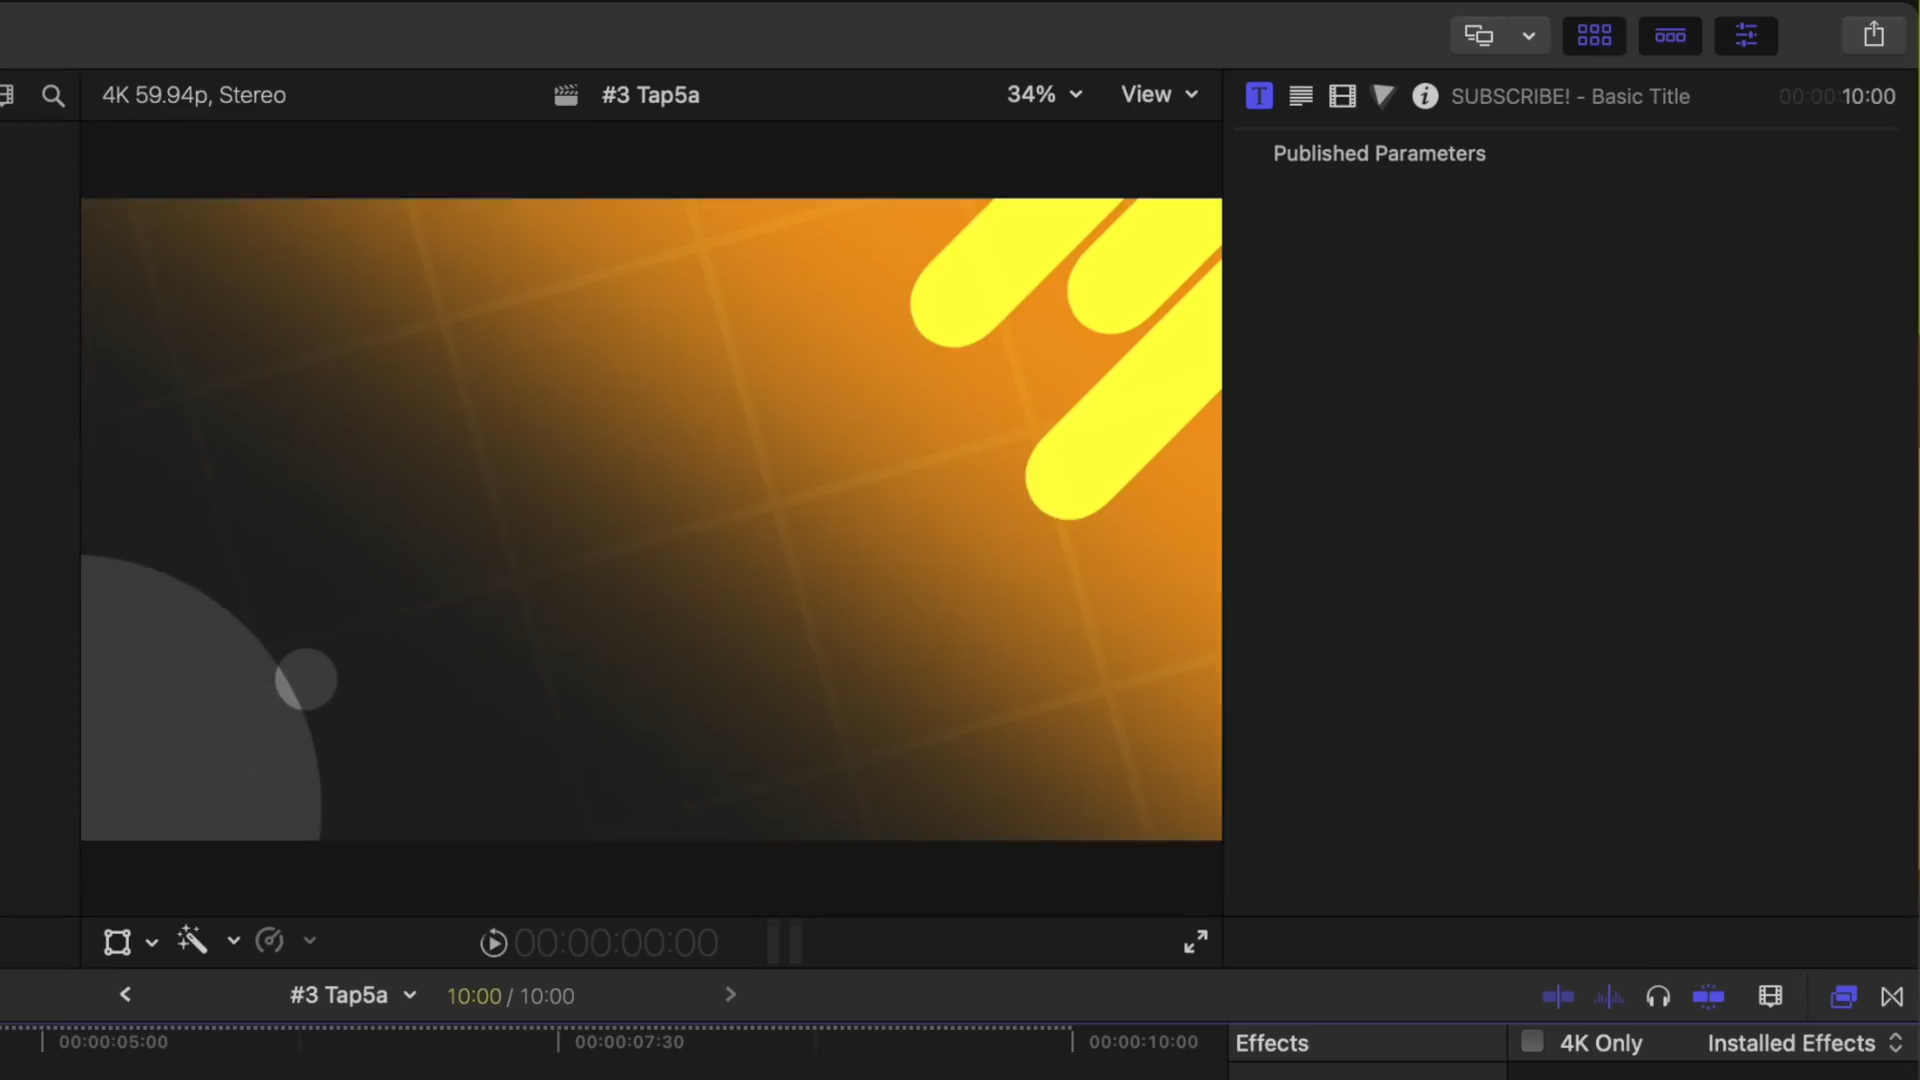 4K 59.94p, Stereo
#3 Tap5a
34%
View
T
i
SUBSCRIBE! - Basic Title
00:00:10:00
Published Parameters
00:00:00:00
#3 Tap5a
10:00 / 10:00
00:00:05:00
00:00:07:30
00:00:10:00
Effects
4K Only
Installed Effects